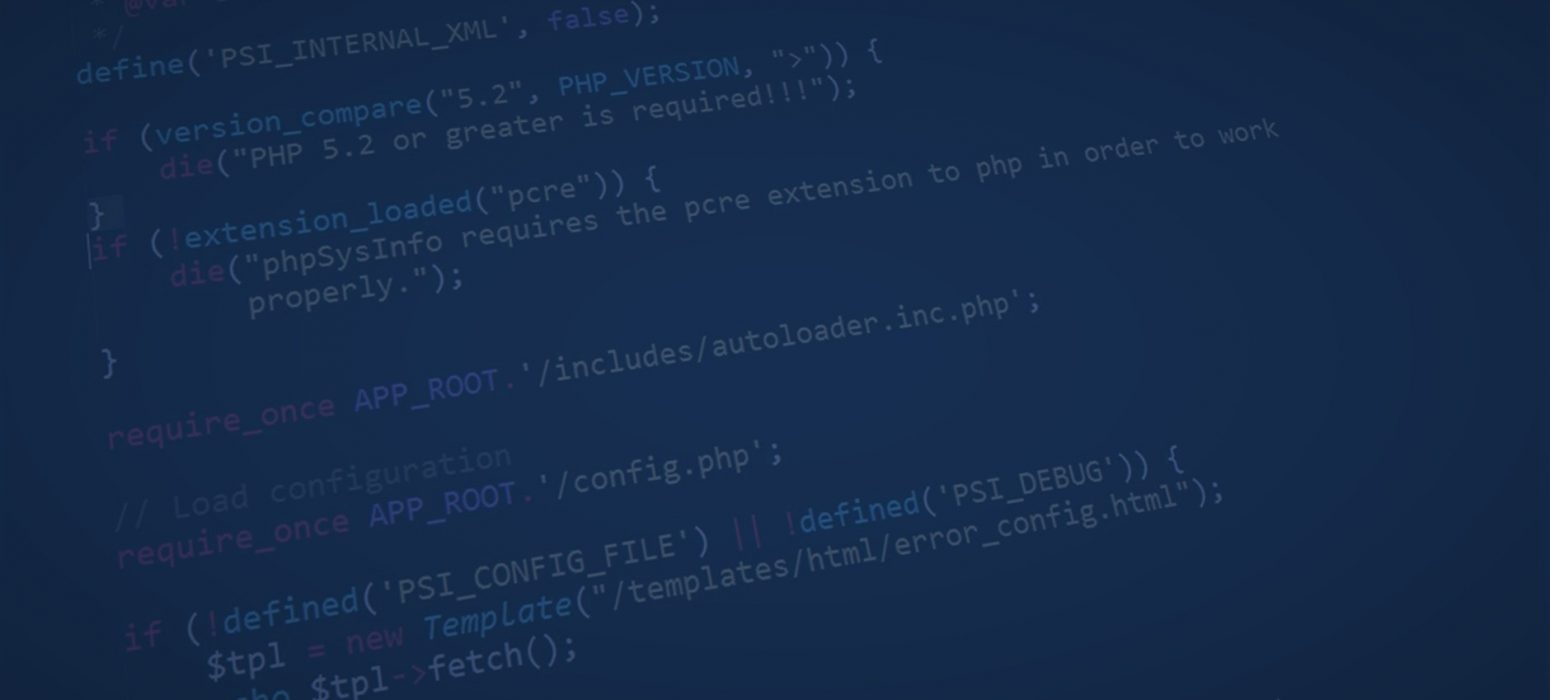 * @var
*/
define('PSI_INTERNAL_XML', false);
if (version_compare("5.2", PHP_VERSION, ">")) {
die("PHP 5.2 or greater is required!!!");
}
if (!extension_loaded("pcre")) {
die("phpSysInfo requires the pcre extension to php in order to work
properly.");
}
require_once APP_ROOT.'/includes/autoloader.inc.php';
// Load configuration
require_once APP_ROOT.'/config.php';
if (!defined('PSI_CONFIG_FILE') || !defined('PSI_DEBUG')) {
$tpl = new Template("/templates/html/error_config.html");
echo $tpl->fetch();